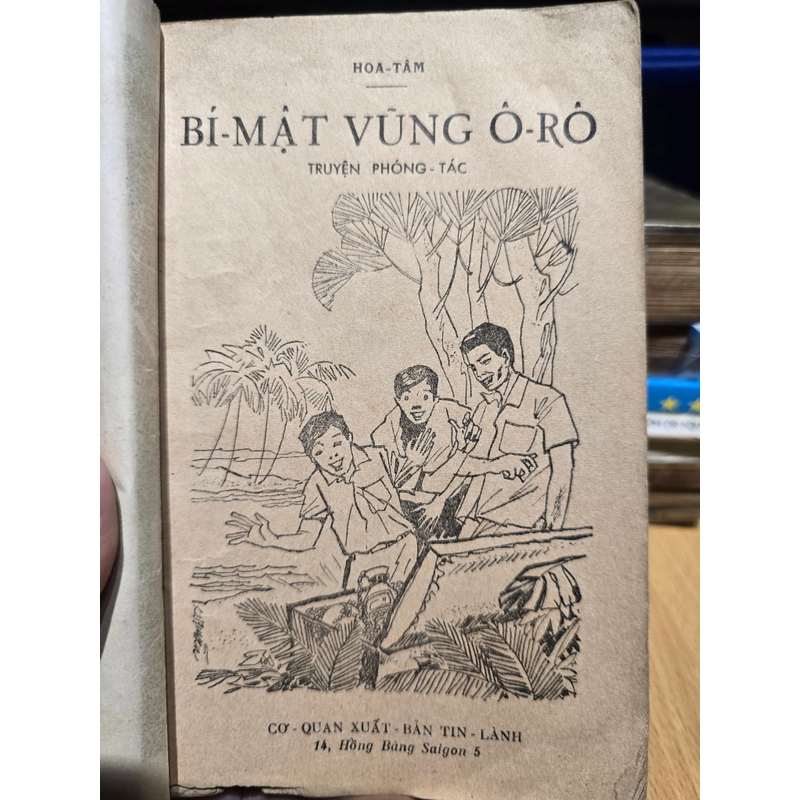 HOA-TÂM
BÍ-MẬT VŨNG Ô-RÔ
TRUYỆN PHÓNG-TÁC
CƠ-QUAN XUẤT-BẢN TIN-LÀNH
14, Hồng Bàng Saigon 5